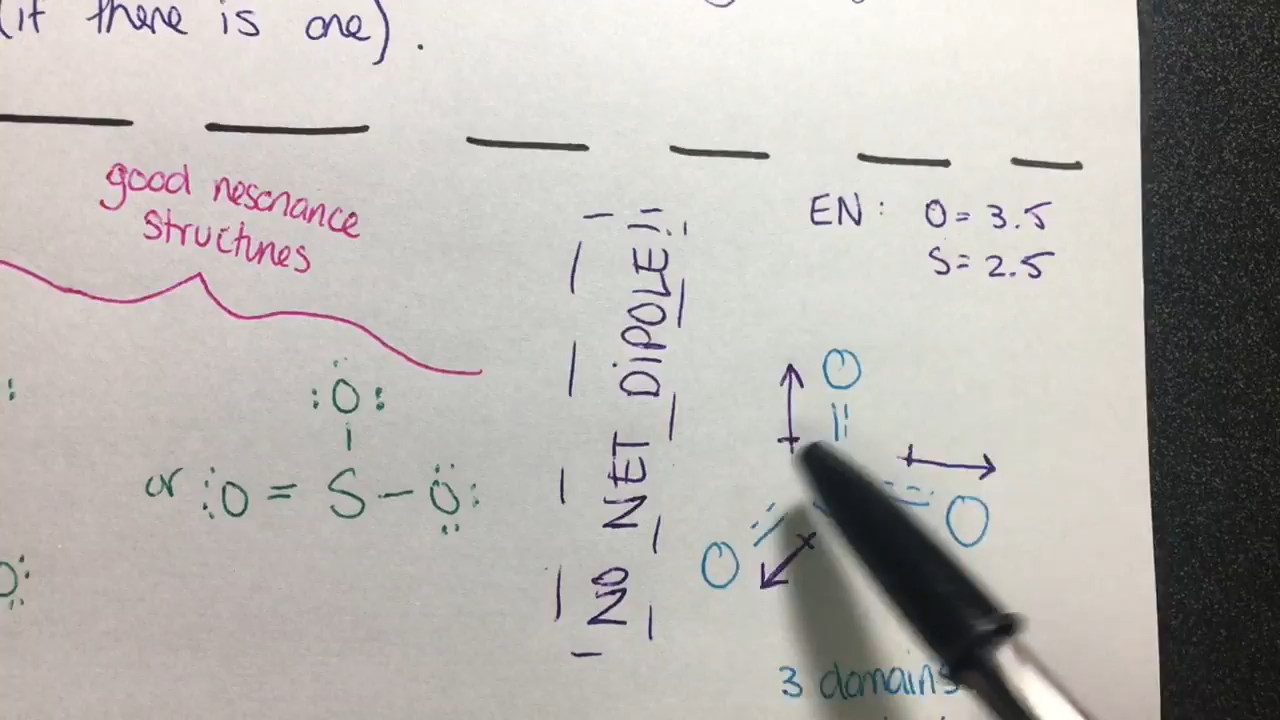 (if there is one).
good resonance
structures
EN: O = 3.5
S = 2.5
NO NET DIPOLE!!
:O:
or :O = S – O:
O:
O
O
O
3 domains